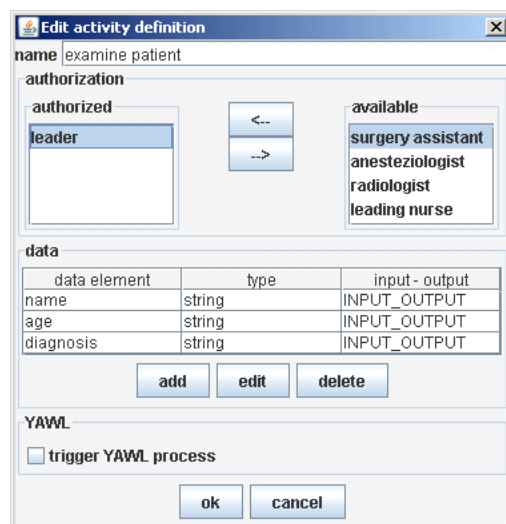 Edit activity definition
name examine patient
authorization
authorized
available
leader
<--
-->
surgery assistant
anesteziologist
radiologist
leading nurse
data
data element type input - output
name string INPUT_OUTPUT
age string INPUT_OUTPUT
diagnosis string INPUT_OUTPUT
add edit delete
YAWL
trigger YAWL process
ok cancel